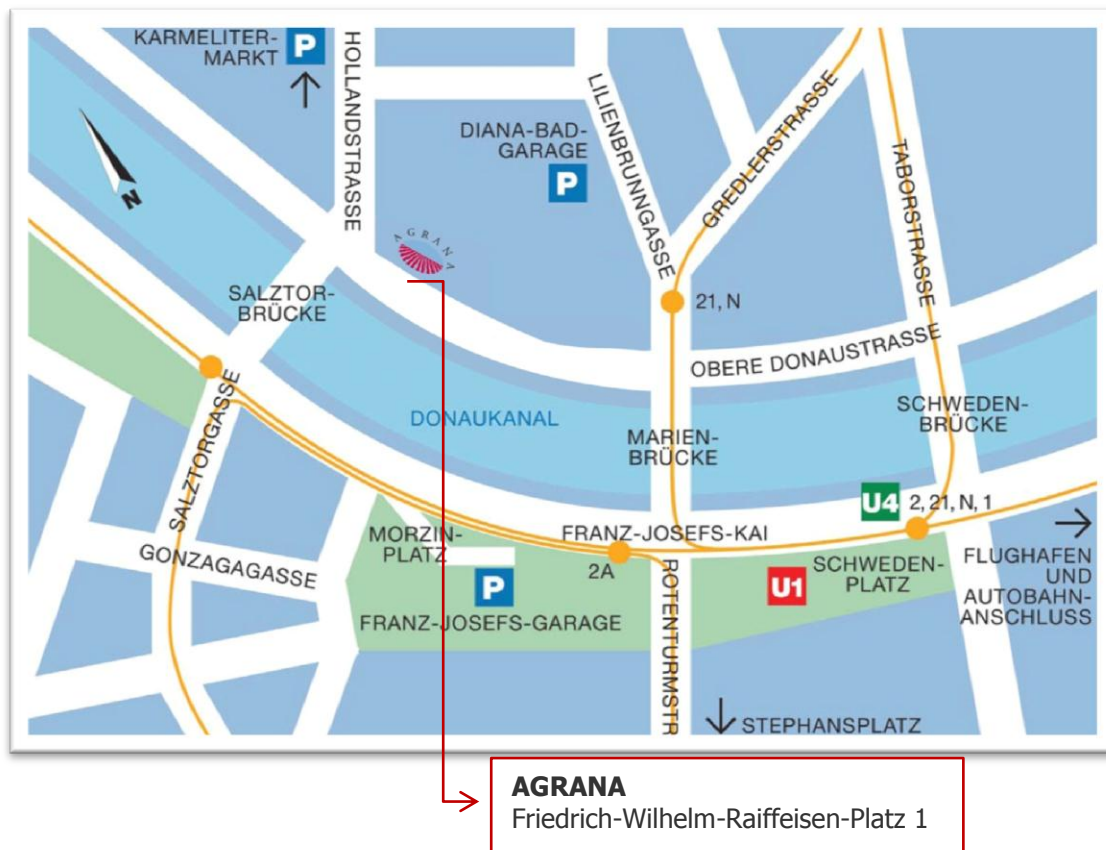 KARMELITER-
MARKT
P
HOLLANDSTRASSE
LILIENBRUNNGASSE
GREDLERSTRASSE
TABORSTRASSE
DIANA-BAD-
GARAGE
P
N
AGRANA
SALZTOR-
BRÜCKE
21, N
OBERE DONAUSTRASSE
DONAUKANAL
MARIEN-
BRÜCKE
SCHWEDEN-
BRÜCKE
SALZTORGASSE
U4
2, 21, N, 1
MORZIN-
PLATZ
FRANZ-JOSEFS-KAI
2A
GONZAGAGASSE
P
FRANZ-JOSEFS-GARAGE
ROTENTURMSTR
U1
SCHWEDEN-
PLATZ
FLUGHAFEN
UND
AUTOBAHN-
ANSCHLUSS
STEPHANSPLATZ
AGRANA
Friedrich-Wilhelm-Raiffeisen-Platz 1